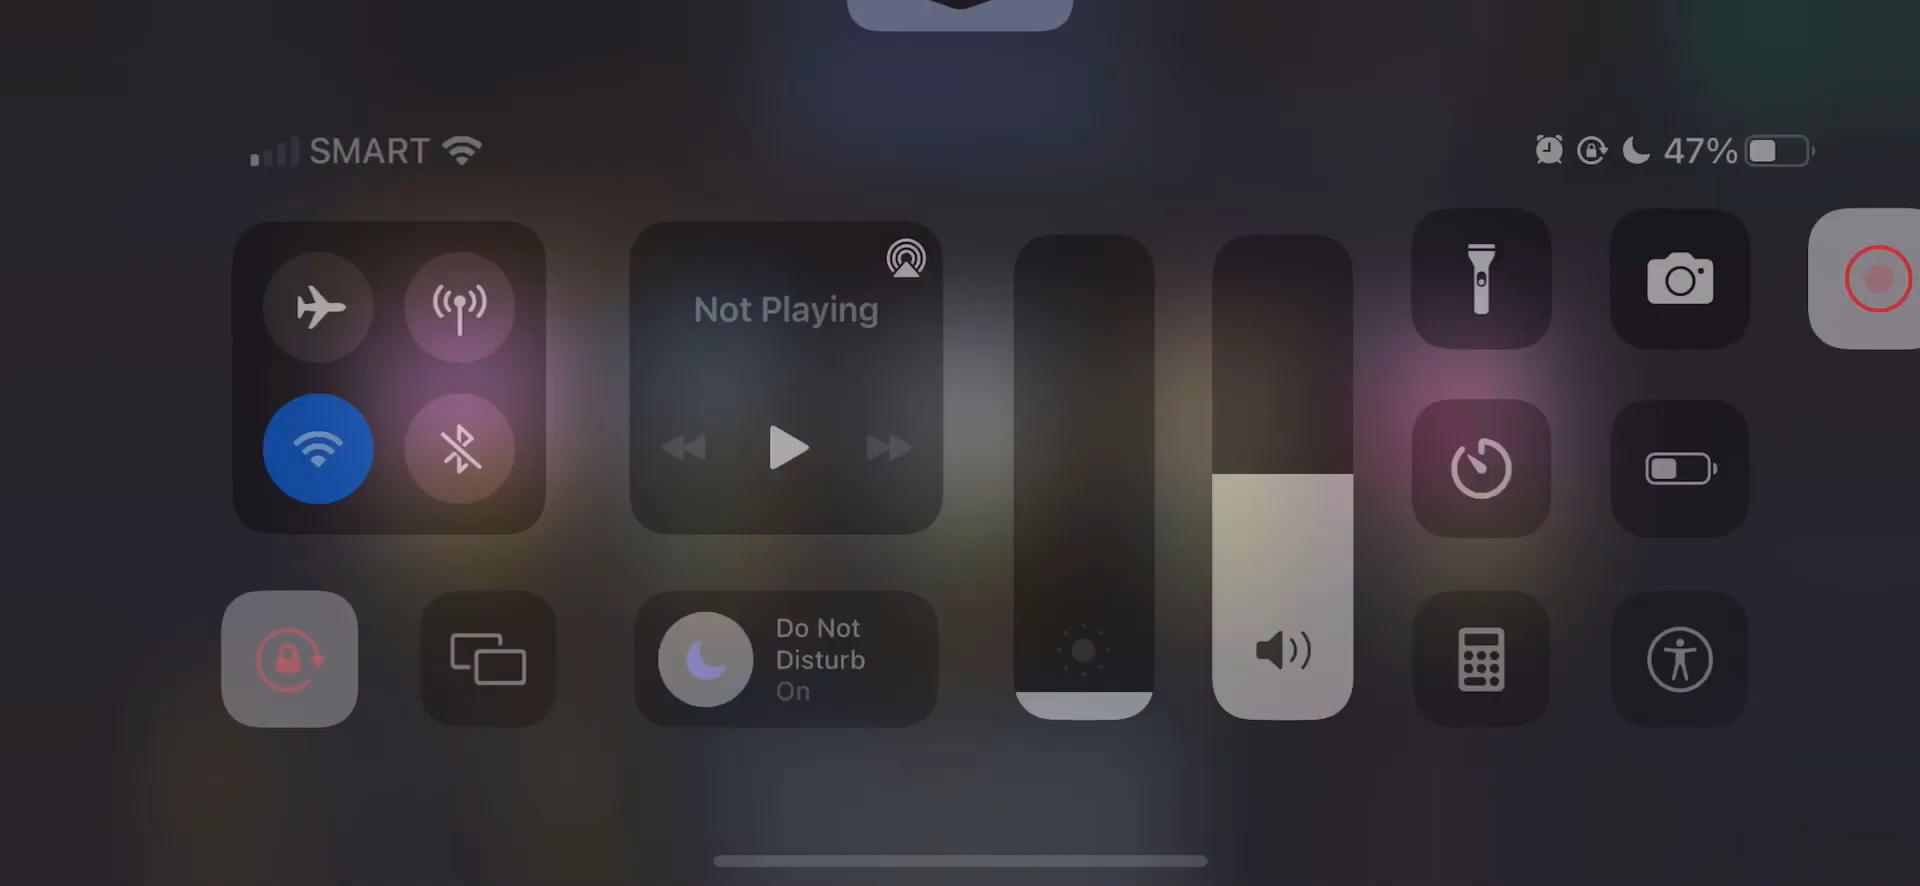 SMART
47%
Not Playing
Do Not
Disturb
On